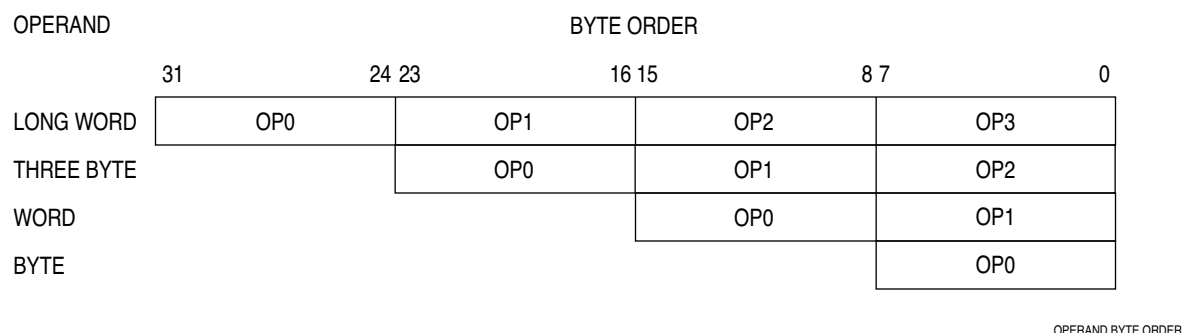 OPERAND BYTE ORDER
31 24 23 16 15 8 7 0
LONG WORD OP0 OP1 OP2 OP3
THREE BYTE OP0 OP1 OP2
WORD OP0 OP1
BYTE OP0
OPERAND BYTE ORDER